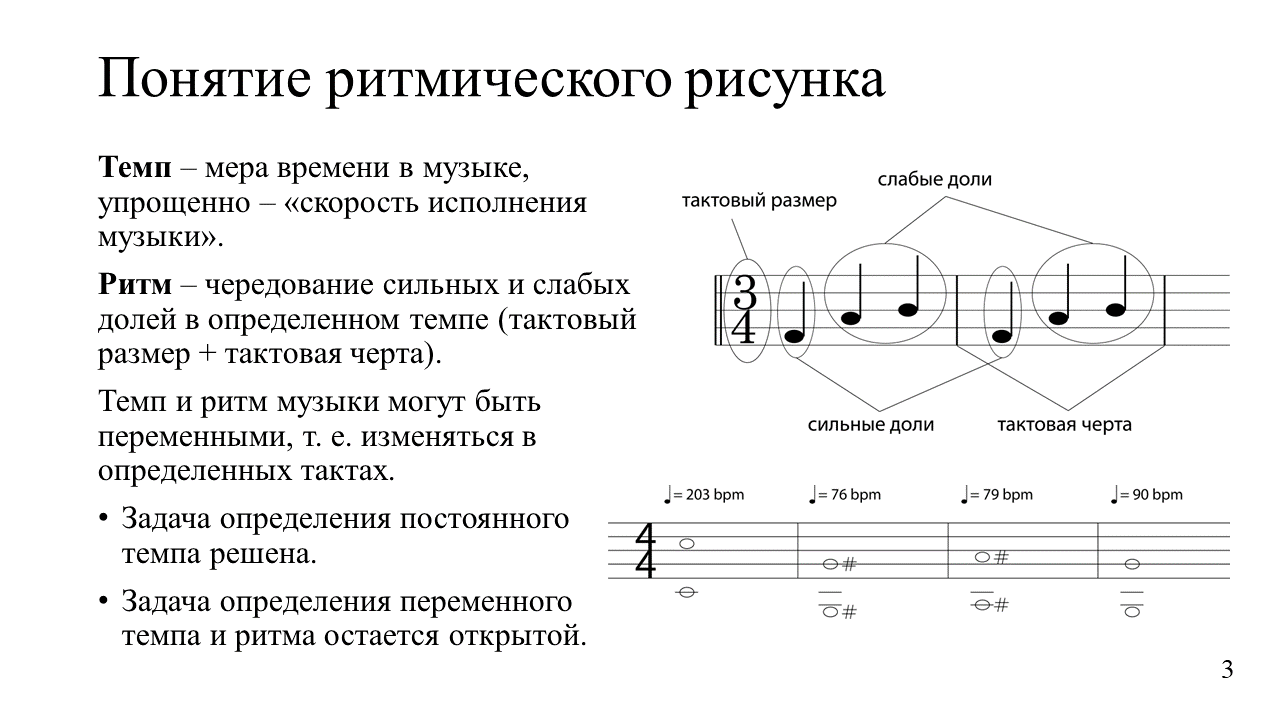 Понятие ритмического рисунка
Темп – мера времени в музыке,
упрощенно – «скорость исполнения
музыки».
Ритм – чередование сильных и слабых
долей в определенном темпе (тактовый
размер + тактовая черта).
Темп и ритм музыки могут быть
переменными, т. е. изменяться в
определенных тактах.
• Задача определения постоянного
темпа решена.
• Задача определения переменного
темпа и ритма остается открытой.
слабые доли
тактовый размер
3
4
сильные доли
тактовая черта
♩= 203 bpm
♩= 76 bpm
♩= 79 bpm
♩= 90 bpm
4
4
#
#
#
#
3